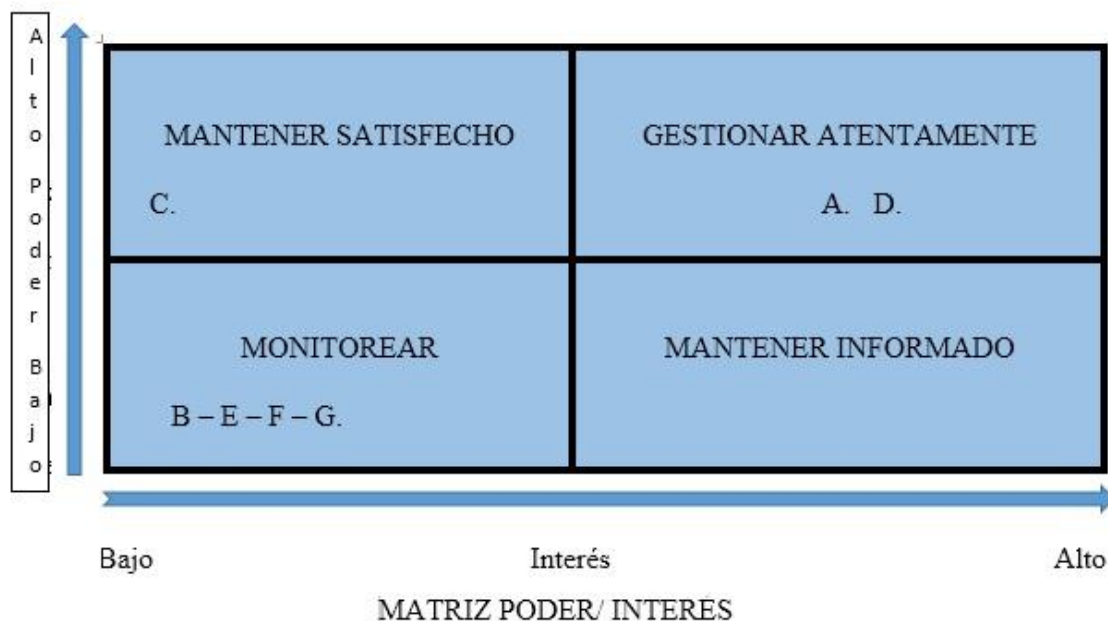 Alto Poder Bajo
MANTENER SATISFECHO
C.
GESTIONAR ATENTAMENTE
A. D.
MONITOREAR
B – E – F – G.
MANTENER INFORMADO
Bajo Interés Alto
MATRIZ PODER/ INTERÉS